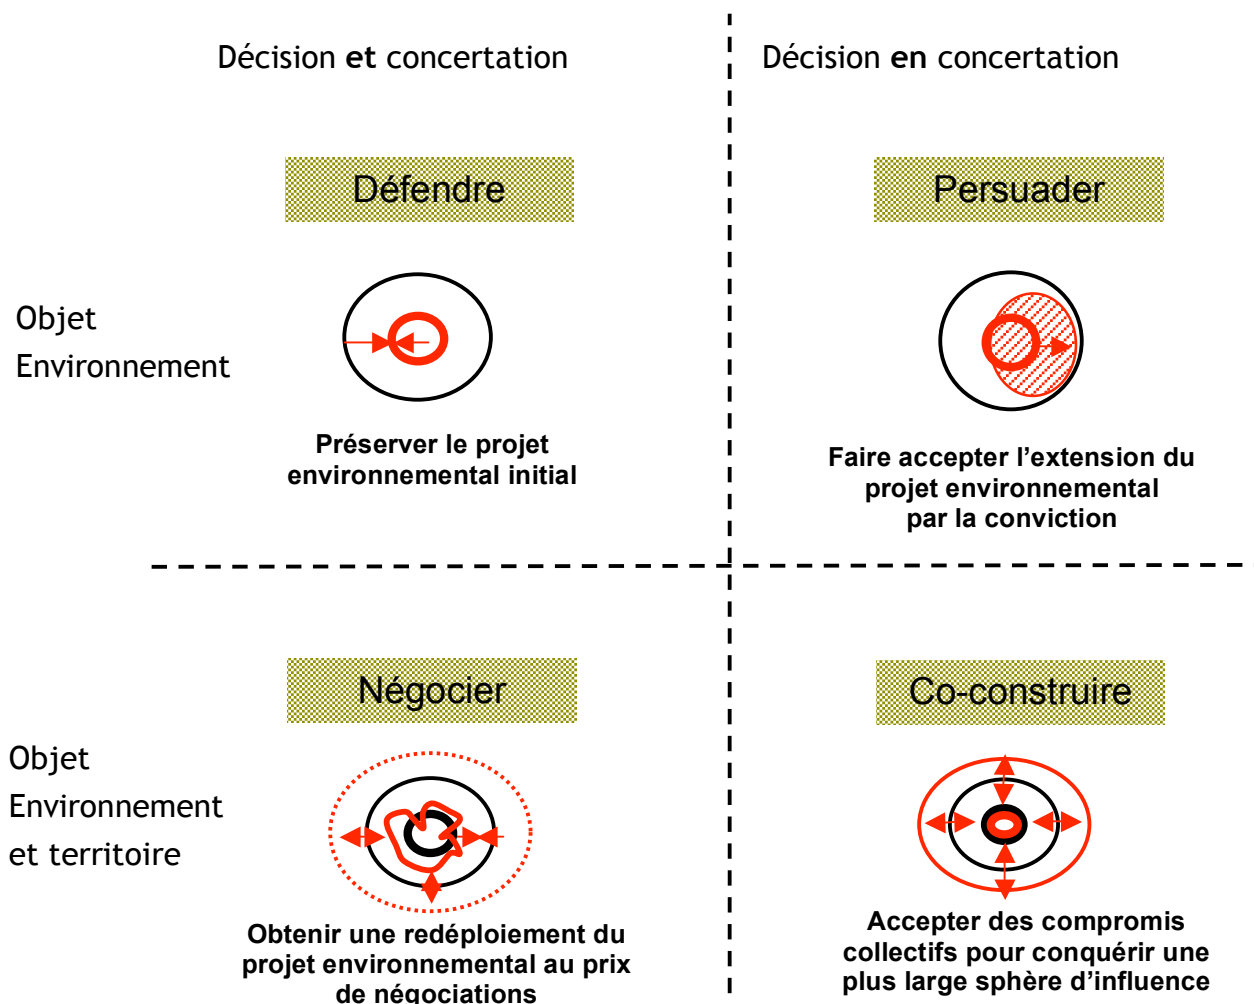 Décision et concertation
Décision en concertation
Défendre
Persuader
Objet
Environnement
Préserver le projet
environnemental initial
Faire accepter l’extension du
projet environnemental
par la conviction
Négocier
Co-construire
Objet
Environnement
et territoire
Obtenir une redéploiement du
projet environnemental au prix
de négociations
Accepter des compromis
collectifs pour conquérir une
plus large sphère d’influence